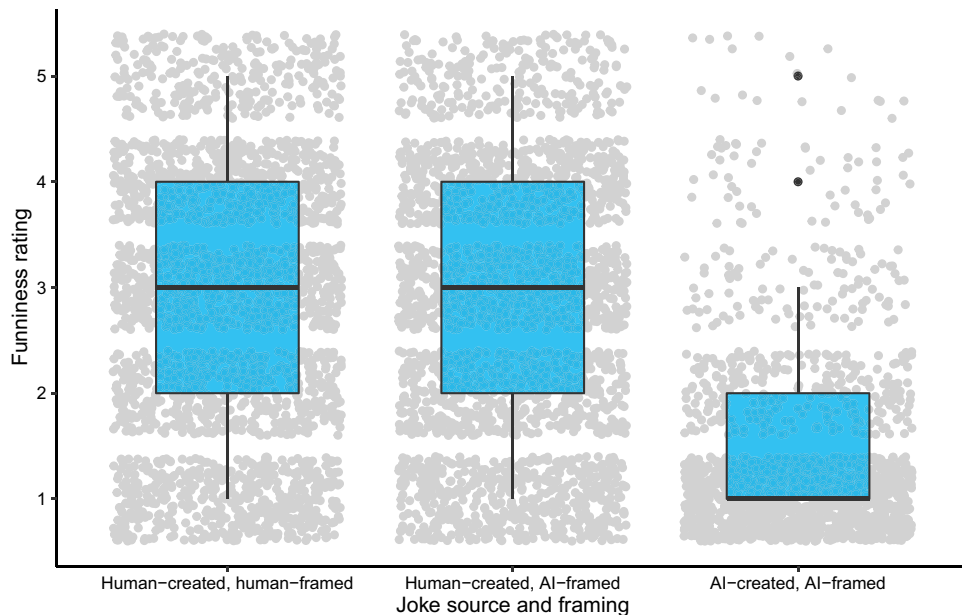 Funniness rating
5
4
3
2
1
Human−created, human−framed
Human−created, AI−framed
AI−created, AI−framed
Joke source and framing